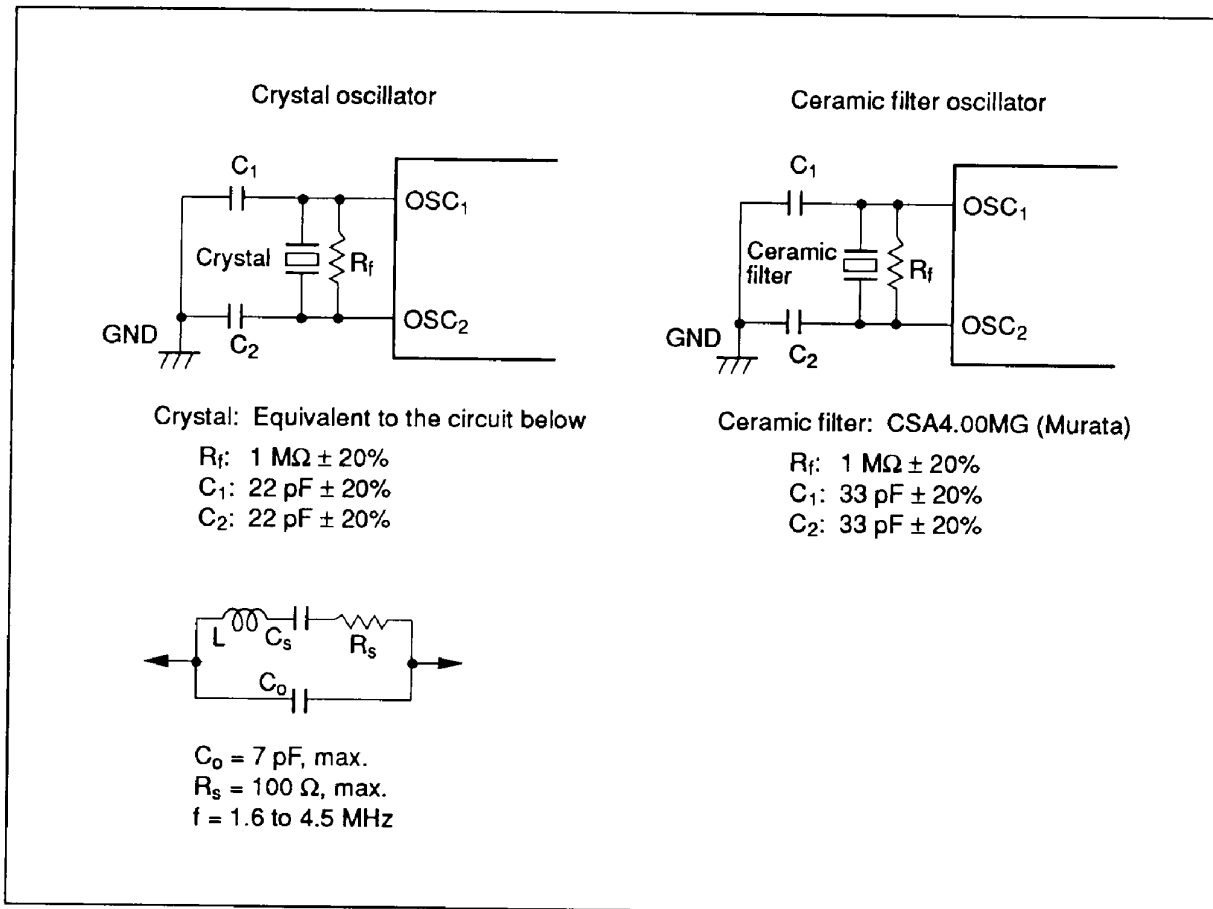 Crystal oscillator
C₁
OSC₁
Crystal
Rf
OSC₂
GND
C₂
Crystal: Equivalent to the circuit below
Rf: 1 MΩ ± 20%
C₁: 22 pF ± 20%
C₂: 22 pF ± 20%
L
Cs
Rs
Co
Co = 7 pF, max.
Rs = 100 Ω, max.
f = 1.6 to 4.5 MHz
Ceramic filter oscillator
C₁
OSC₁
Ceramic
filter
Rf
OSC₂
GND
C₂
Ceramic filter: CSA4.00MG (Murata)
Rf: 1 MΩ ± 20%
C₁: 33 pF ± 20%
C₂: 33 pF ± 20%